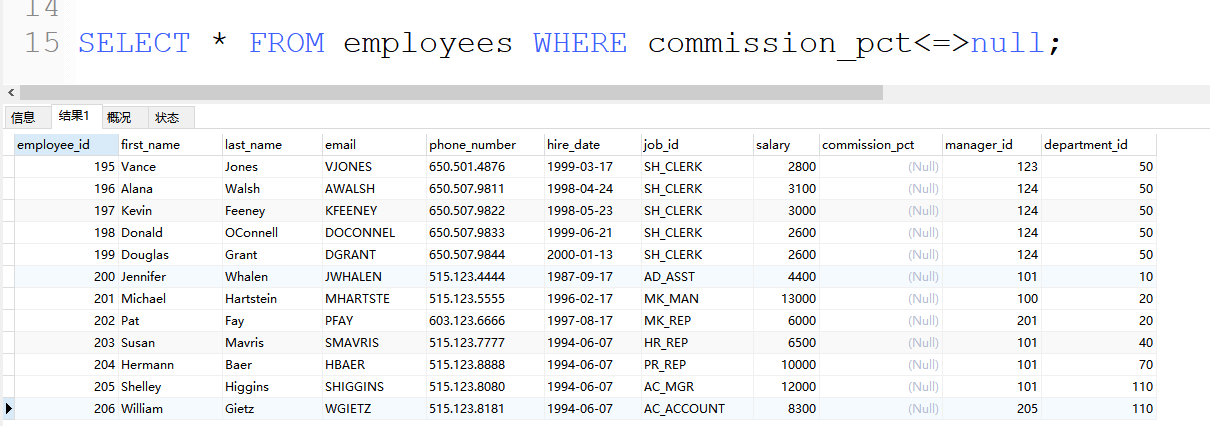 14
15 SELECT * FROM employees WHERE commission_pct<=>null;
信息 结果1 概况 状态
employee_id first_name last_name email phone_number hire_date job_id salary commission_pct manager_id department_id
195 Vance Jones VJONES 650.501.4876 1999-03-17 SH_CLERK 2800 (Null) 123 50
196 Alana Walsh AWALSH 650.507.9811 1998-04-24 SH_CLERK 3100 (Null) 124 50
197 Kevin Feeney KFEENEY 650.507.9822 1998-05-23 SH_CLERK 3000 (Null) 124 50
198 Donald OConnell DOCONNEL 650.507.9833 1999-06-21 SH_CLERK 2600 (Null) 124 50
199 Douglas Grant DGRANT 650.507.9844 2000-01-13 SH_CLERK 2600 (Null) 124 50
200 Jennifer Whalen JWHALEN 515.123.4444 1987-09-17 AD_ASST 4400 (Null) 101 10
201 Michael Hartstein MHARTSTE 515.123.5555 1996-02-17 MK_MAN 13000 (Null) 100 20
202 Pat Fay PFAY 603.123.6666 1997-08-17 MK_REP 6000 (Null) 201 20
203 Susan Mavris SMAVRIS 515.123.7777 1994-06-07 HR_REP 6500 (Null) 101 40
204 Hermann Baer HBAER 515.123.8888 1994-06-07 PR_REP 10000 (Null) 101 70
205 Shelley Higgins SHIGGINS 515.123.8080 1994-06-07 AC_MGR 12000 (Null) 101 110
206 William Gietz WGIETZ 515.123.8181 1994-06-07 AC_ACCOUNT 8300 (Null) 205 110